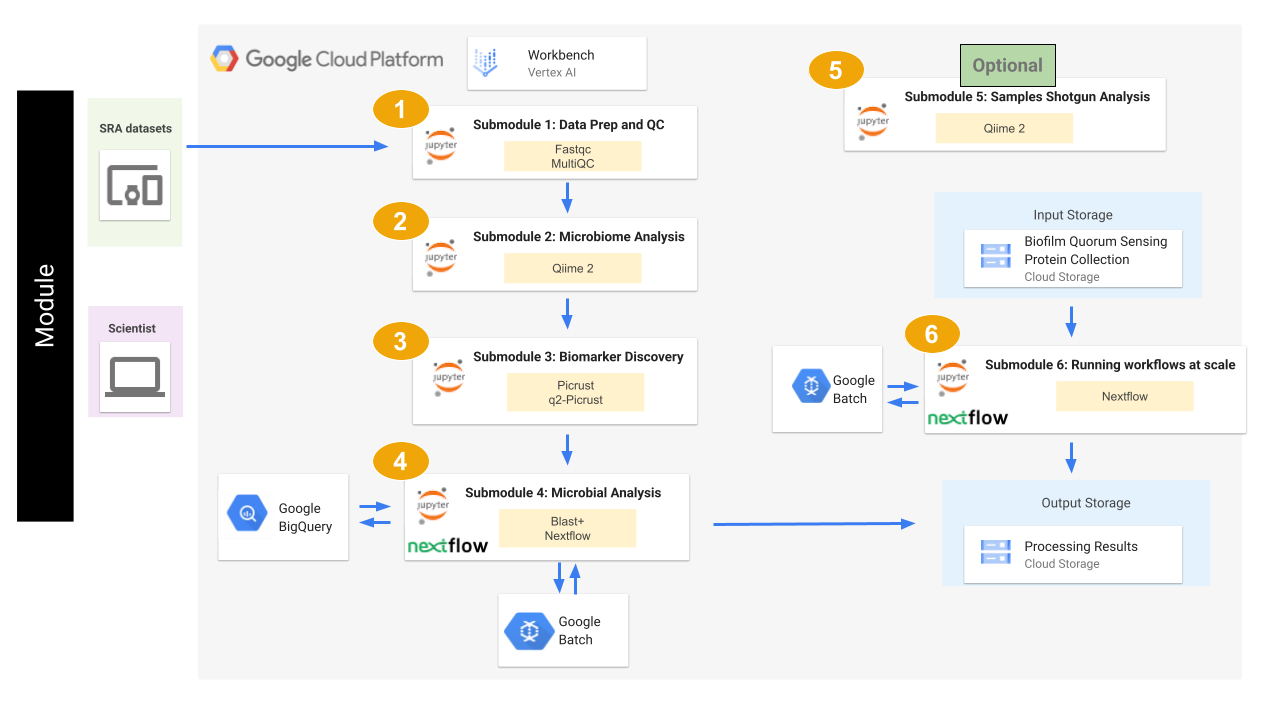 Module
SRA datasets
Scientist
Google Cloud Platform
Workbench
Vertex AI
1
jupyter
Submodule 1: Data Prep and QC
Fastqc
MultiQC
2
jupyter
Submodule 2: Microbiome Analysis
Qiime 2
3
jupyter
Submodule 3: Biomarker Discovery
Picrust
q2-Picrust
4
jupyter
nextflow
Submodule 4: Microbial Analysis
Blast+
Nextflow
Google
BigQuery
Google
Batch
5
Optional
jupyter
Submodule 5: Samples Shotgun Analysis
Qiime 2
Input Storage
Biofilm Quorum Sensing
Protein Collection
Cloud Storage
6
jupyter
nextflow
Submodule 6: Running workflows at scale
Nextflow
Google
Batch
Output Storage
Processing Results
Cloud Storage